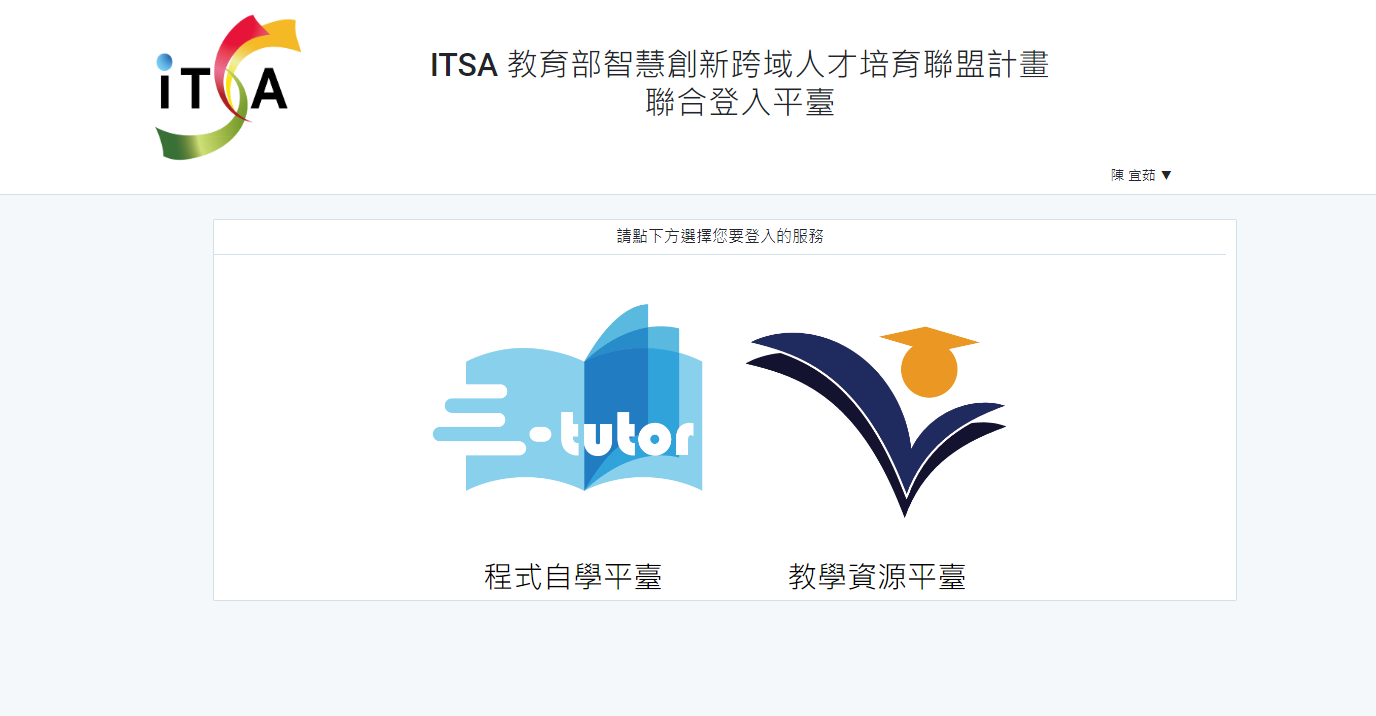 iTSA
ITSA 教育部智慧創新跨域人才培育聯盟計畫
聯合登入平臺
陳 宜茹 ▼
請點下方選擇您要登入的服務
-tutor
程式自學平臺
教學資源平臺